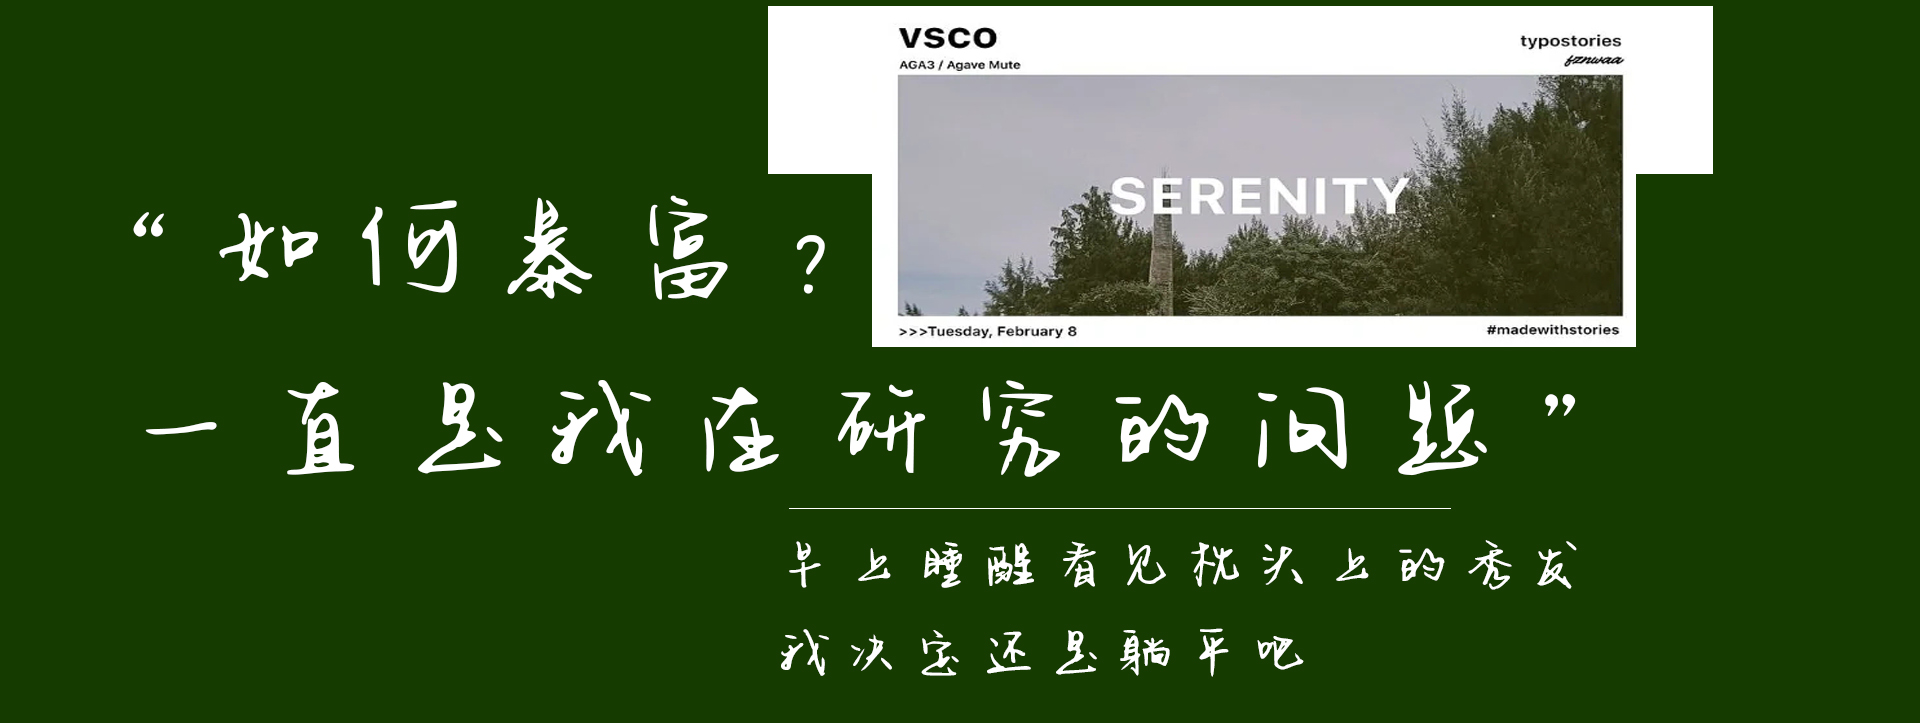 VSCO
typostories
AGA3 / Agave Mute
fznwaa
SERENITY
>>>Tuesday, February 8
#madewithstories
“如何暴富？
一直是我在研究的问题”
早上睡醒看见枕头上的秀发
我决定还是躺平吧